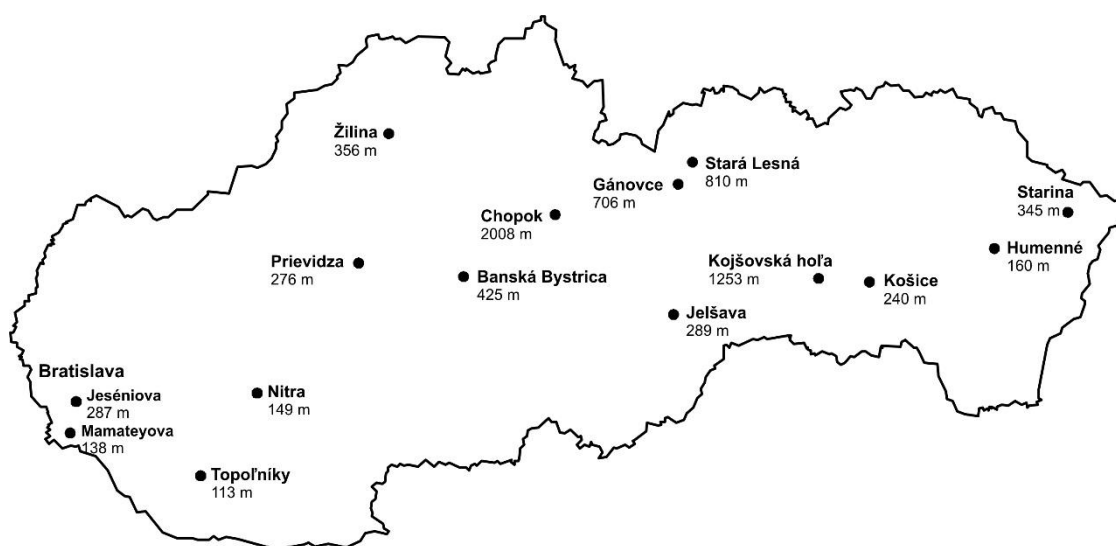 Žilina
356 m
Stará Lesná
810 m
Gánovce
706 m
Starina
345 m
Chopok
2008 m
Humenné
160 m
Prievidza
276 m
Banská Bystrica
425 m
Kojšovská hoľa
1253 m
Košice
240 m
Jelšava
289 m
Bratislava
Jeséniova
287 m
Nitra
149 m
Mamateyova
138 m
Topoľníky
113 m